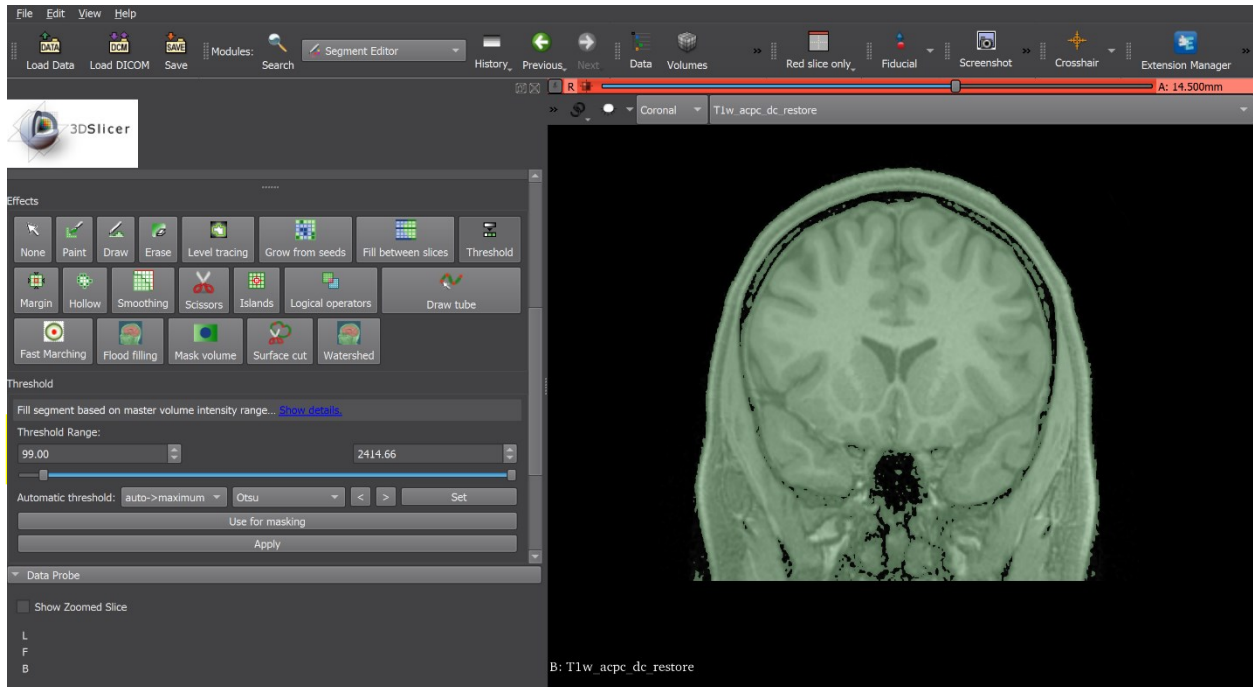 File Edit View Help
DATA DCM SAVE
Load Data Load DICOM Save Modules: Search Segment Editor History Previous Next Data Volumes » Red slice only Fiducial » Screenshot Crosshair » Extension Manager »
R A: 14.500mm
» Coronal T1w_acpc_dc_restore
3DSlicer
Effects
None Paint Draw Erase Level tracing Grow from seeds Fill between slices Threshold
Margin Hollow Smoothing Scissors Islands Logical operators Draw tube
Fast Marching Flood filling Mask volume Surface cut Watershed
Threshold
Fill segment based on master volume intensity range... Show details.
Threshold Range:
99.00 2414.66
Automatic threshold: auto->maximum Otsu < > Set
Use for masking
Apply
Data Probe
Show Zoomed Slice
L
F
B
B: T1w_acpc_dc_restore